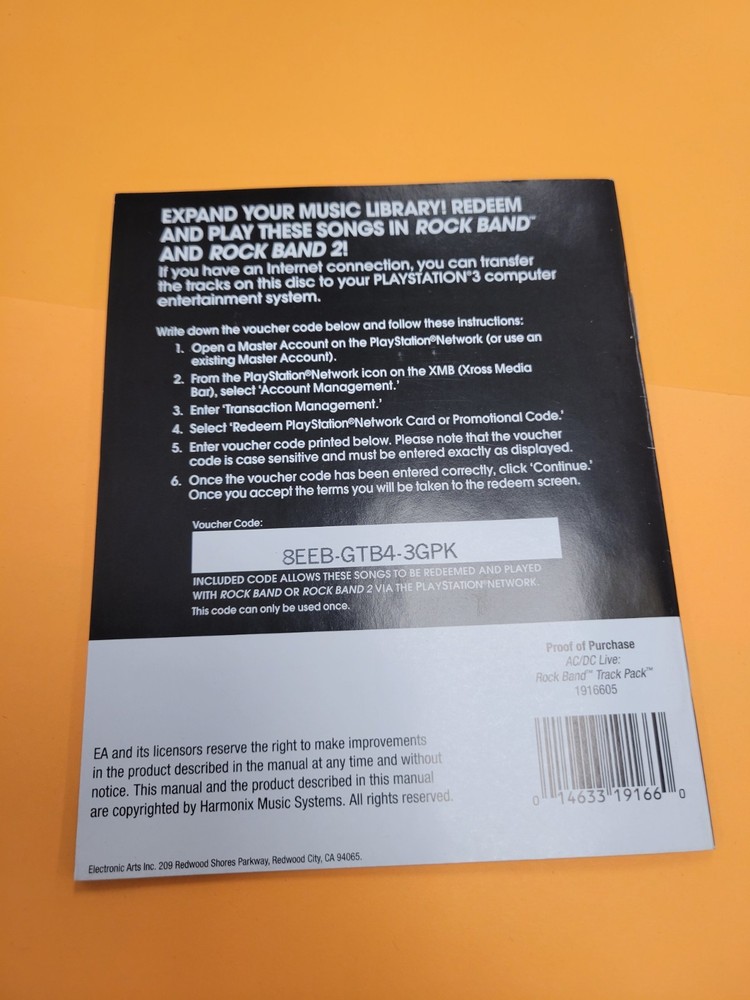 EXPAND YOUR MUSIC LIBRARY! REDEEM
AND PLAY THESE SONGS IN ROCK BAND™
AND ROCK BAND 2!
If you have an Internet connection, you can transfer
the tracks on this disc to your PLAYSTATION®3 computer
entertainment system.
Write down the voucher code below and follow these instructions:
1. Open a Master Account on the PlayStation®Network (or use an
existing Master Account).
2. From the PlayStation®Network icon on the XMB (Xross Media
Bar), select 'Account Management.'
3. Enter 'Transaction Management.'
4. Select 'Redeem PlayStation®Network Card or Promotional Code.'
5. Enter voucher code printed below. Please note that the voucher
code is case sensitive and must be entered exactly as displayed.
6. Once the voucher code has been entered correctly, click 'Continue.'
Once you accept the terms you will be taken to the redeem screen.
Voucher Code:
8EEB-GTB4-3GPK
INCLUDED CODE ALLOWS THESE SONGS TO BE REDEEMED AND PLAYED
WITH ROCK BAND OR ROCK BAND 2 VIA THE PLAYSTATION®NETWORK.
This code can only be used once.
Proof of Purchase
AC/DC Live:
Rock Band™ Track Pack™
1916605
EA and its licensors reserve the right to make improvements
in the product described in the manual at any time and without
notice. This manual and the product described in this manual
are copyrighted by Harmonix Music Systems. All rights reserved.
0 14633 19166 0
Electronic Arts Inc. 209 Redwood Shores Parkway, Redwood City, CA 94065.